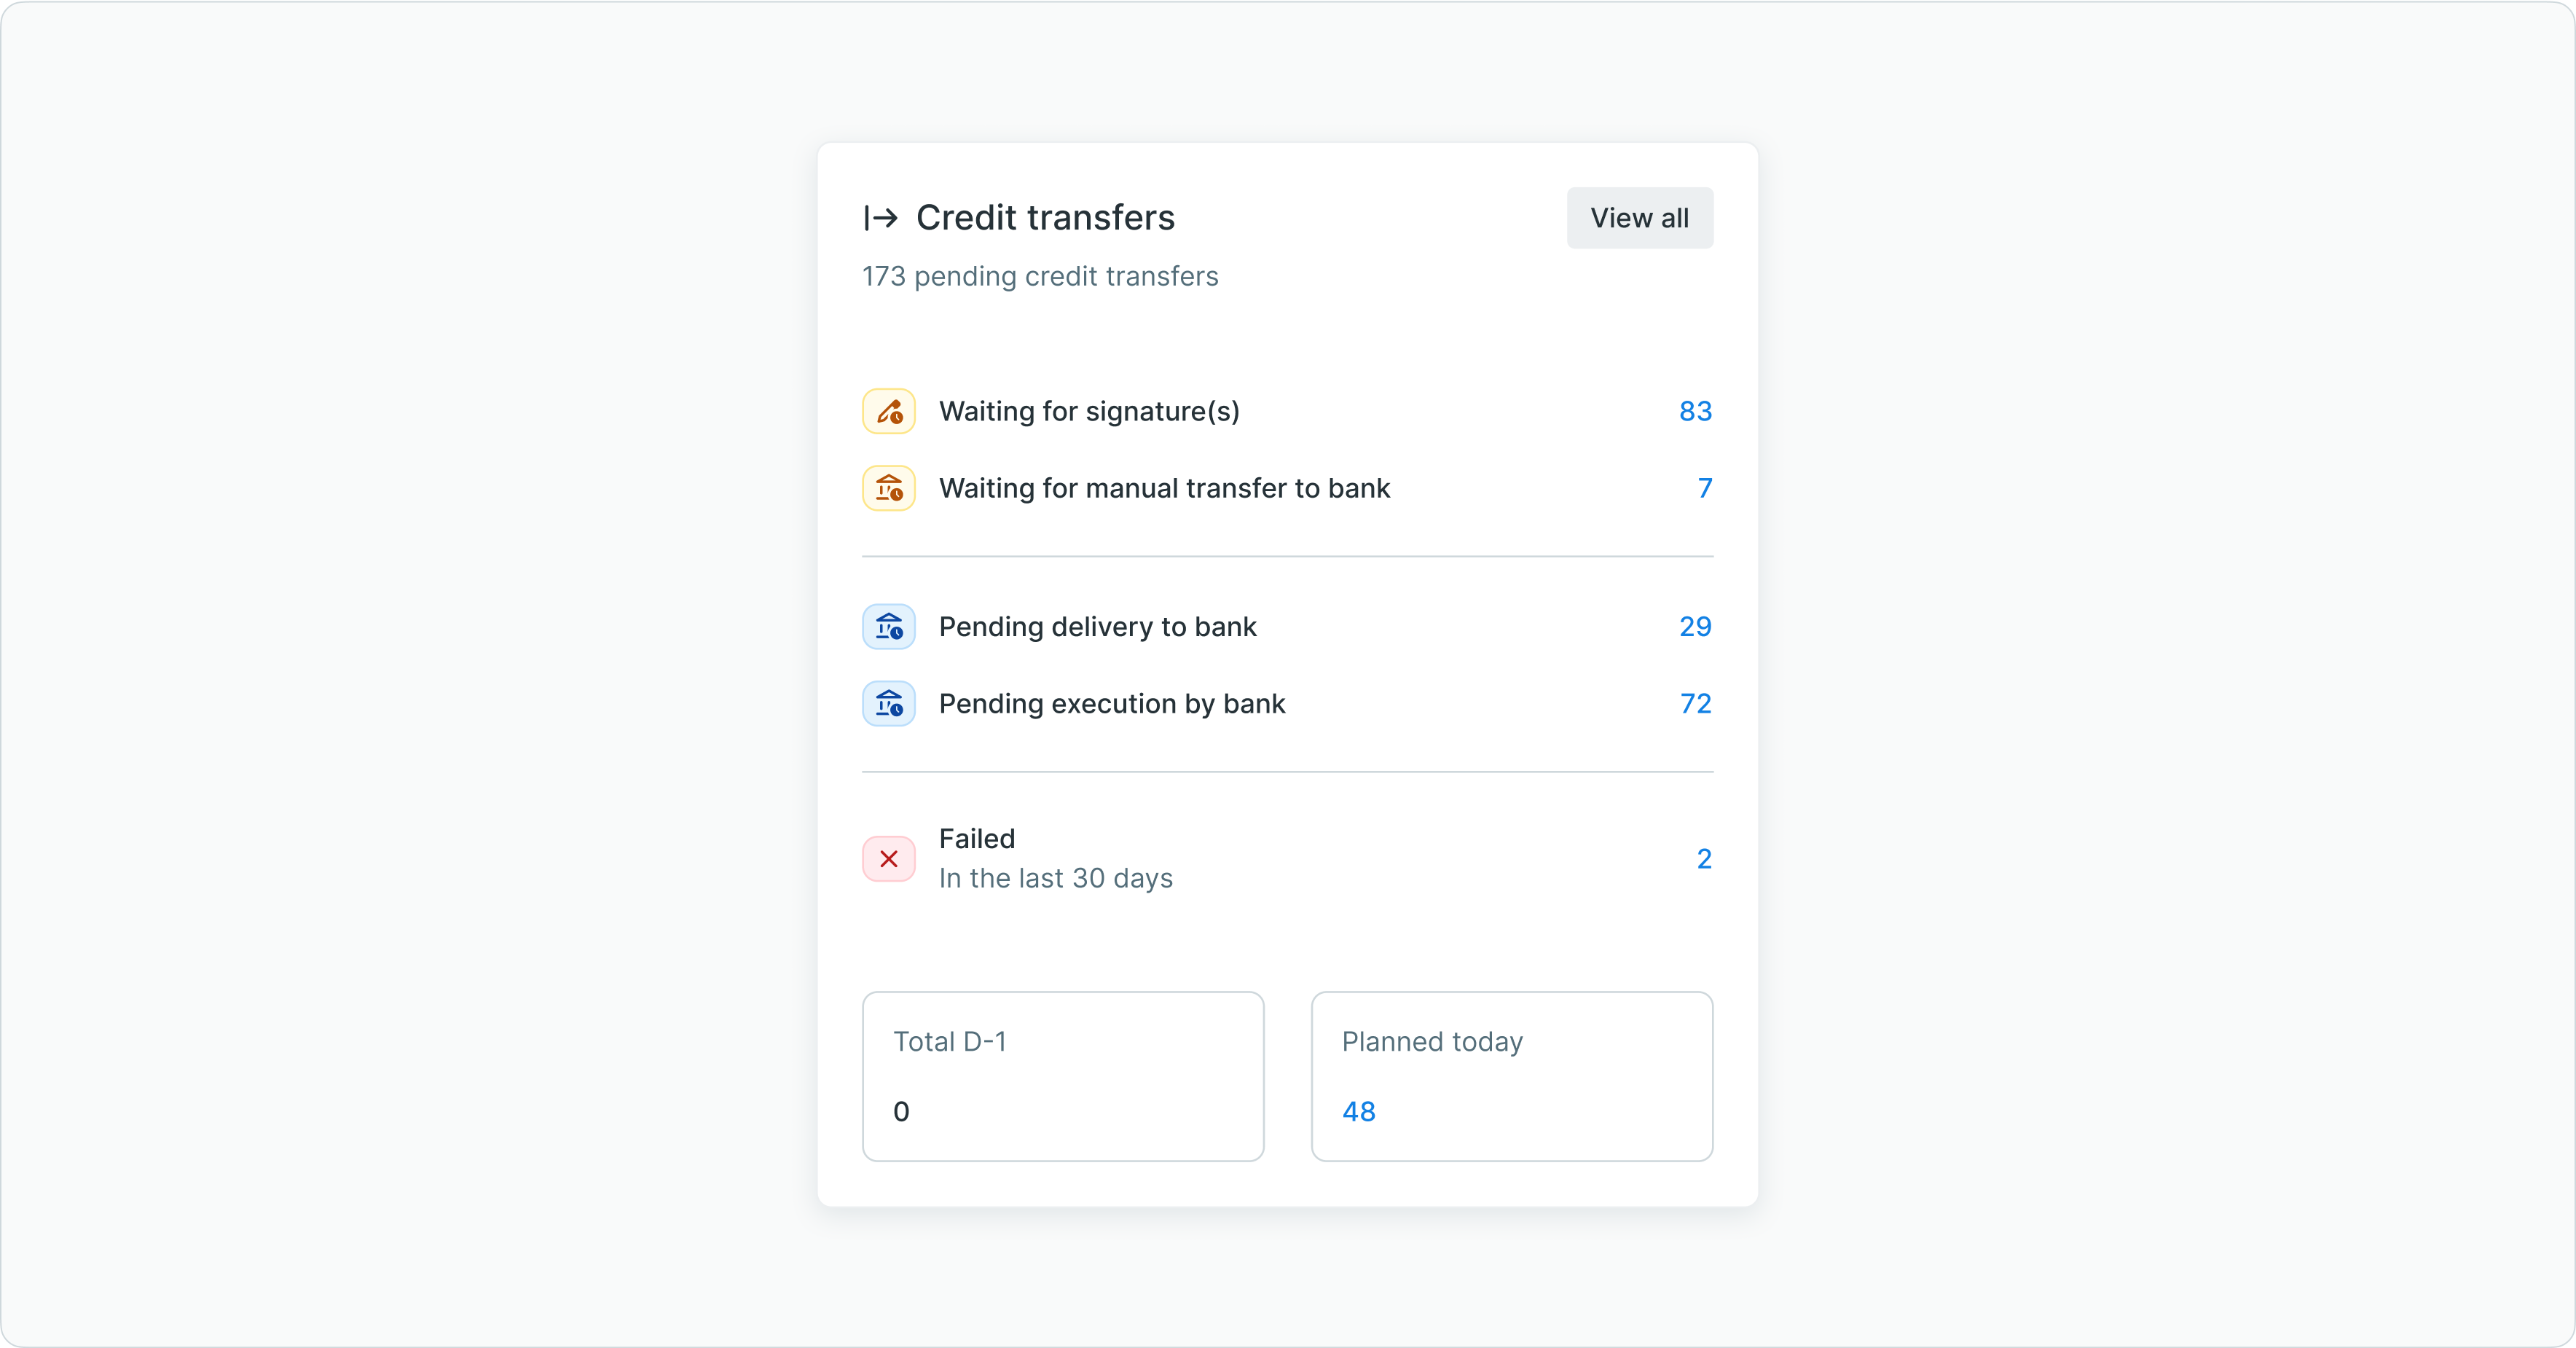 Credit transfers
View all
173 pending credit transfers
Waiting for signature(s)
83
Waiting for manual transfer to bank
7
Pending delivery to bank
29
Pending execution by bank
72
Failed
In the last 30 days
2
Total D-1
0
Planned today
48